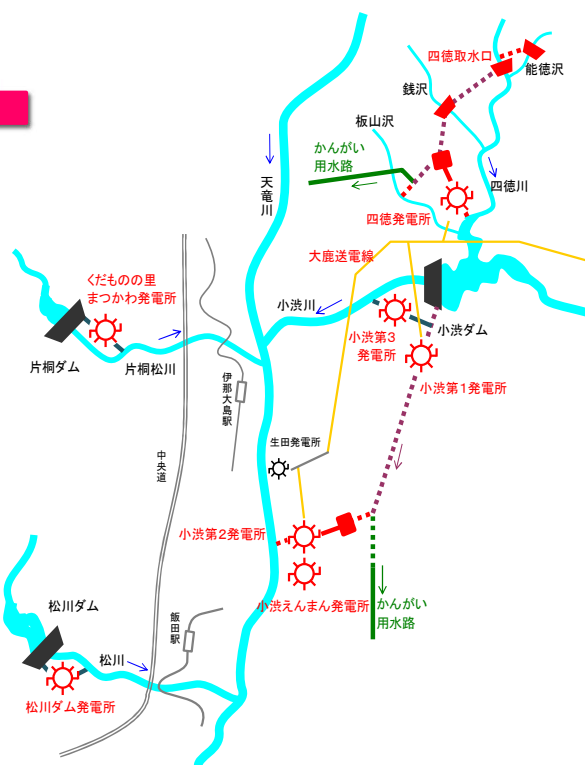 四徳取水口
能徳沢
銭沢
板山沢
かんがい
用水路
四徳川
天竜川
四徳発電所
大鹿送電線
くだものの里
まつかわ発電所
小渋川
小渋ダム
小渋第3
発電所
片桐ダム
片桐松川
小渋第1発電所
伊那大島駅
生田発電所
中央道
小渋第2発電所
小渋えんまん発電所
かんがい
用水路
松川ダム
飯田駅
松川
松川ダム発電所